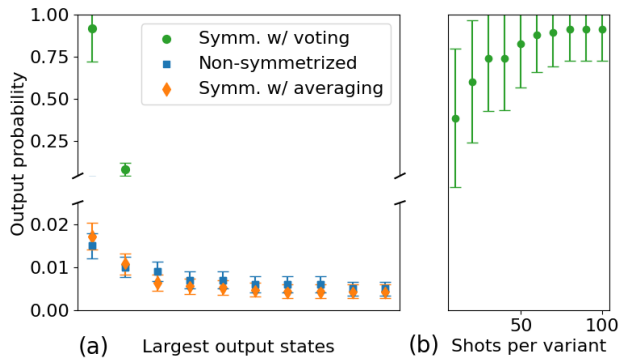 1.00
0.75
0.50
0.25
0.02
0.01
0.00
Output probability
Symm. w/ voting
Non-symmetrized
Symm. w/ averaging
50
100
(a)
Largest output states
(b)
Shots per variant